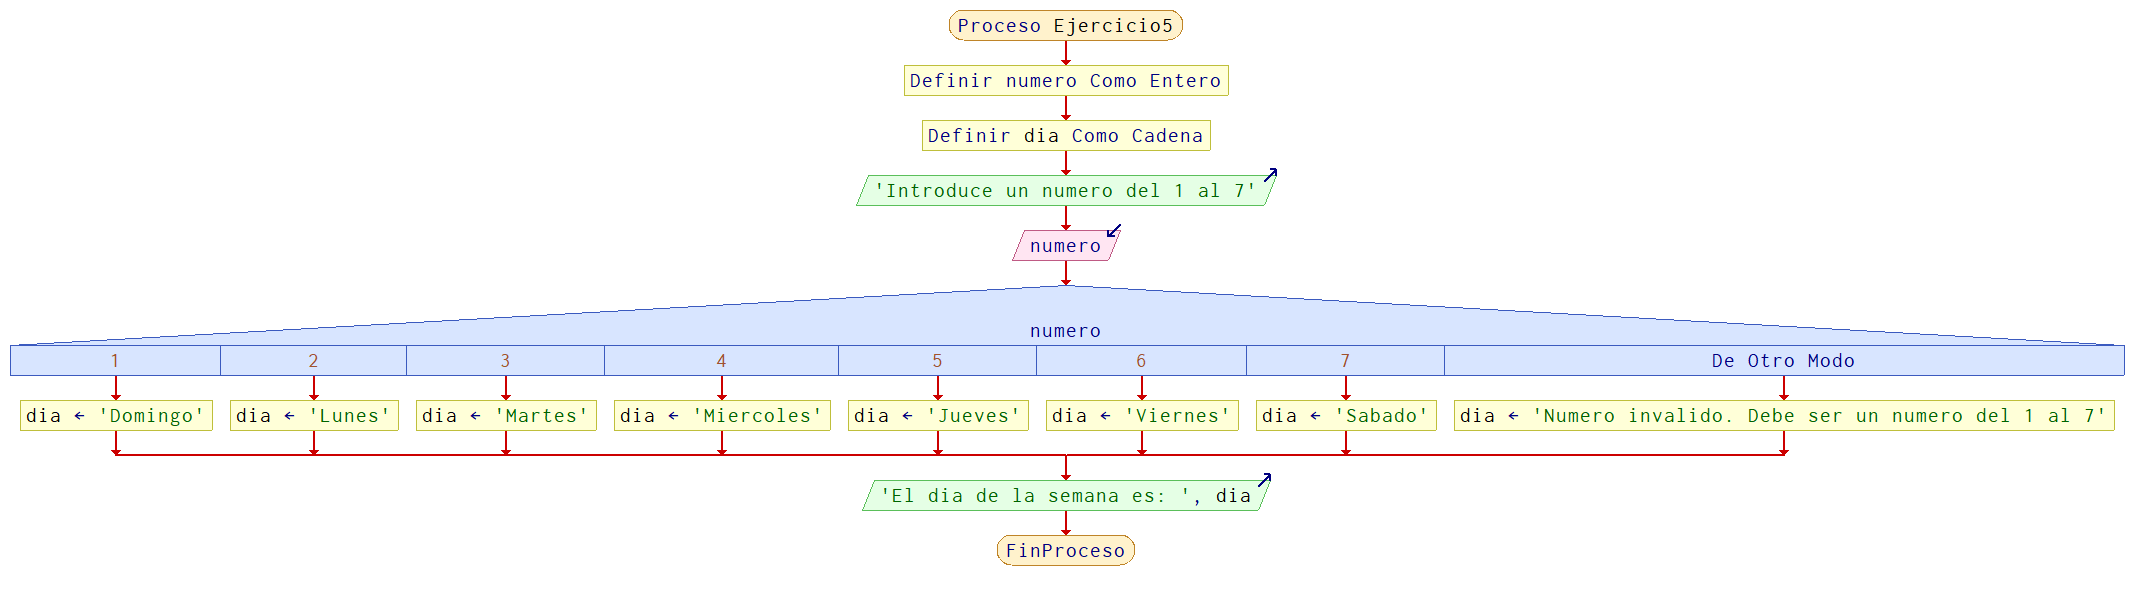 Proceso Ejercicio5
Definir numero Como Entero
Definir dia Como Cadena
'Introduce un numero del 1 al 7'
numero
numero
1 2 3 4 5 6 7 De Otro Modo
dia ← 'Domingo' dia ← 'Lunes' dia ← 'Martes' dia ← 'Miercoles' dia ← 'Jueves' dia ← 'Viernes' dia ← 'Sabado' dia ← 'Numero invalido. Debe ser un numero del 1 al 7'
'El dia de la semana es: ', dia
FinProceso